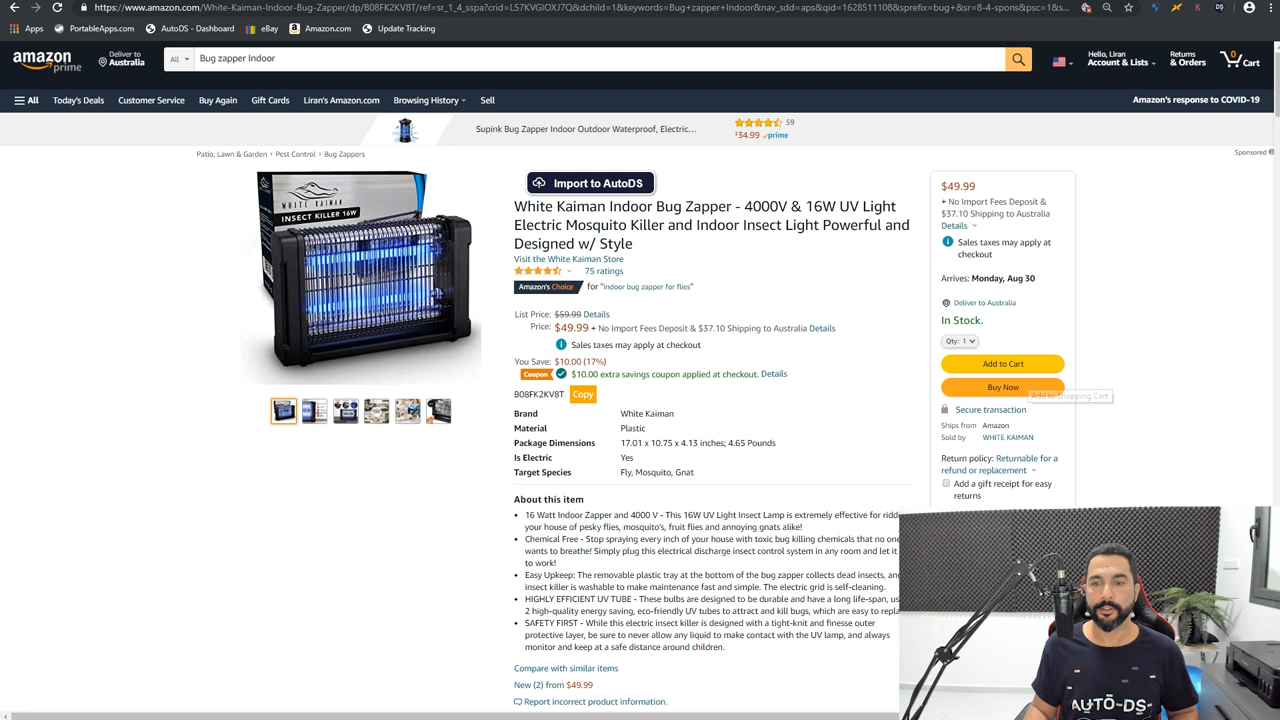 https://www.amazon.com/White-Kaiman-Indoor-Bug-Zapper/dp/B08FK2KV8T/ref=sr_1_4_sspa?crid=L57KVGIOXJ7Q&dchild=1&keywords=Bug+zapper+Indoor&nav_sdd=aps&qid=1628511108&sprefix=bug+&sr=8-4-spons&psc=1&s...
Apps
PortableApps.com
AutoDS - Dashboard
eBay
Amazon.com
Update Tracking
amazon prime
Deliver to
Australia
All
Bug zapper Indoor
Hello, Liran
Account & Lists
Returns
& Orders
0
Cart
All
Today's Deals
Customer Service
Buy Again
Gift Cards
Liran's Amazon.com
Browsing History
Sell
Amazon's response to COVID-19
Supink Bug Zapper Indoor Outdoor Waterproof, Electric...
59
$34.99 prime
Sponsored
Patio, Lawn & Garden › Pest Control › Bug Zappers
WHITE KAIMAN
INSECT KILLER 16W
Import to AutoDS
White Kaiman Indoor Bug Zapper - 4000V & 16W UV Light
Electric Mosquito Killer and Indoor Insect Light Powerful and
Designed w/ Style
Visit the White Kaiman Store
75 ratings
Amazon's Choice for "indoor bug zapper for flies"
List Price: $59.99 Details
Price: $49.99 + No Import Fees Deposit & $37.10 Shipping to Australia Details
Sales taxes may apply at checkout
You Save: $10.00 (17%)
Coupon $10.00 extra savings coupon applied at checkout. Details
B08FK2KV8T Copy
Brand White Kaiman
Material Plastic
Package Dimensions 17.01 x 10.75 x 4.13 inches; 4.65 Pounds
Is Electric Yes
Target Species Fly, Mosquito, Gnat
About this item
16 Watt Indoor Zapper and 4000 V - This 16W UV Light Insect Lamp is extremely effective for riddi
your house of pesky flies, mosquito's, fruit flies and annoying gnats alike!
Chemical Free - Stop spraying every inch of your house with toxic bug killing chemicals that no one
wants to breathe! Simply plug this electrical discharge insect control system in any room and let it
to work!
Easy Upkeep: The removable plastic tray at the bottom of the bug zapper collects dead insects, and
insect killer is washable to make maintenance fast and simple. The electric grid is self-cleaning.
HIGHLY EFFICIENT UV TUBE - These bulbs are designed to be durable and have a long life-span, us
2 high-quality energy saving, eco-friendly UV tubes to attract and kill bugs, which are easy to repla
SAFETY FIRST - While this electric insect killer is designed with a tight-knit and finesse outer
protective layer, be sure to never allow any liquid to make contact with the UV lamp, and always
monitor and keep at a safe distance around children.
Compare with similar items
New (2) from $49.99
Report incorrect product information.
$49.99
+ No Import Fees Deposit &
$37.10 Shipping to Australia
Details
Sales taxes may apply at
checkout
Arrives: Monday, Aug 30
Deliver to Australia
In Stock.
Qty: 1
Add to Cart
Buy Now
Add to Shopping Cart
Secure transaction
Ships from Amazon
Sold by WHITE KAIMAN
Return policy: Returnable for a
refund or replacement
Add a gift receipt for easy
returns
AUTO-DS-